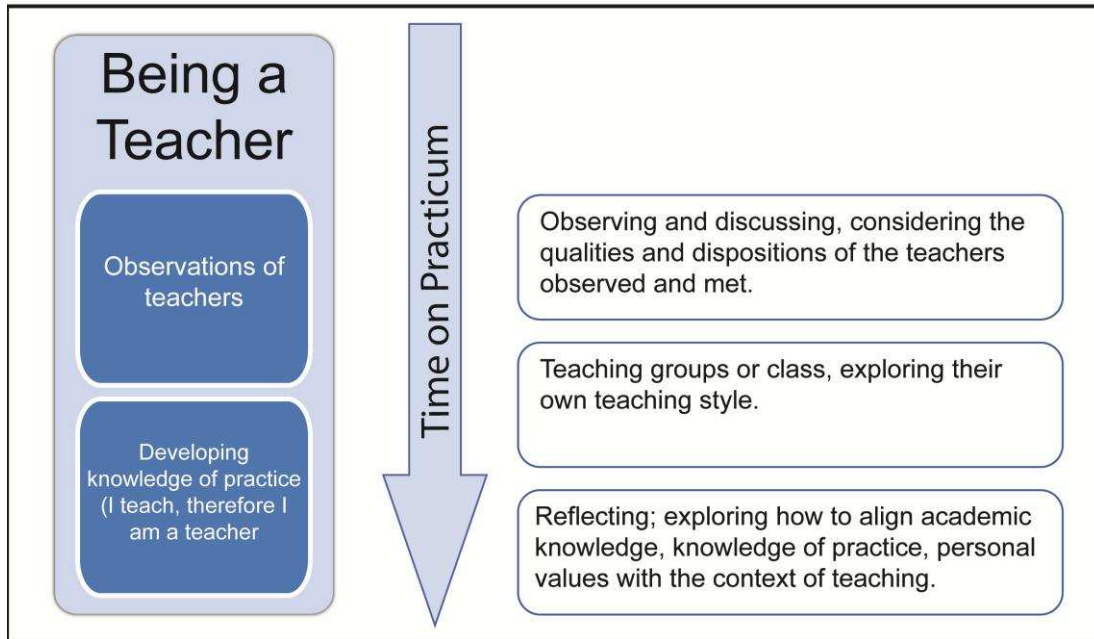 Being a
Teacher
Observations of
teachers
Developing
knowledge of practice
(I teach, therefore I
am a teacher
Time on Practicum
Observing and discussing, considering the
qualities and dispositions of the teachers
observed and met.
Teaching groups or class, exploring their
own teaching style.
Reflecting; exploring how to align academic
knowledge, knowledge of practice, personal
values with the context of teaching.